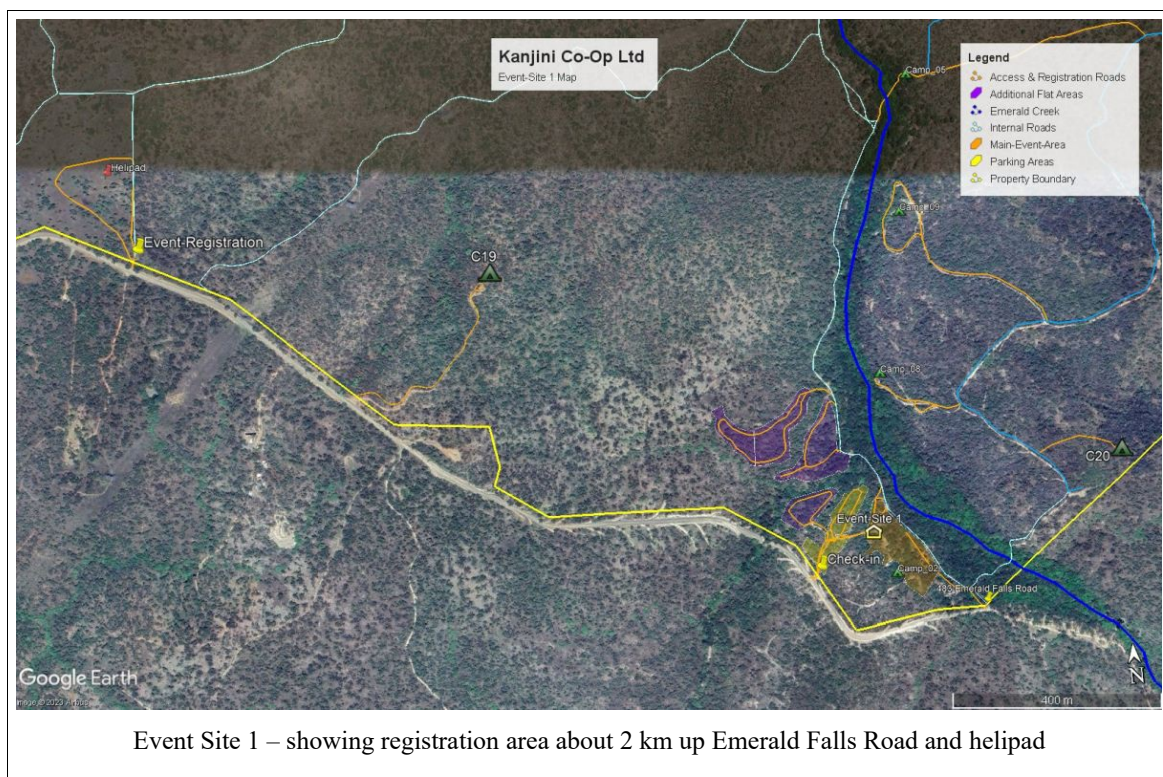 Kanjini Co-Op Ltd
Event-Site 1 Map
Legend
Access & Registration Roads
Additional Flat Areas
Emerald Creek
Internal Roads
Main-Event-Area
Parking Areas
Property Boundary
Camp_05
Helipad
Camp_09
Event-Registration
C19
Camp_08
C20
Event-Site 1
Check-in
Camp_02
Emerald Falls Road
N
Google Earth
400 m
Event Site 1 – showing registration area about 2 km up Emerald Falls Road and helipad